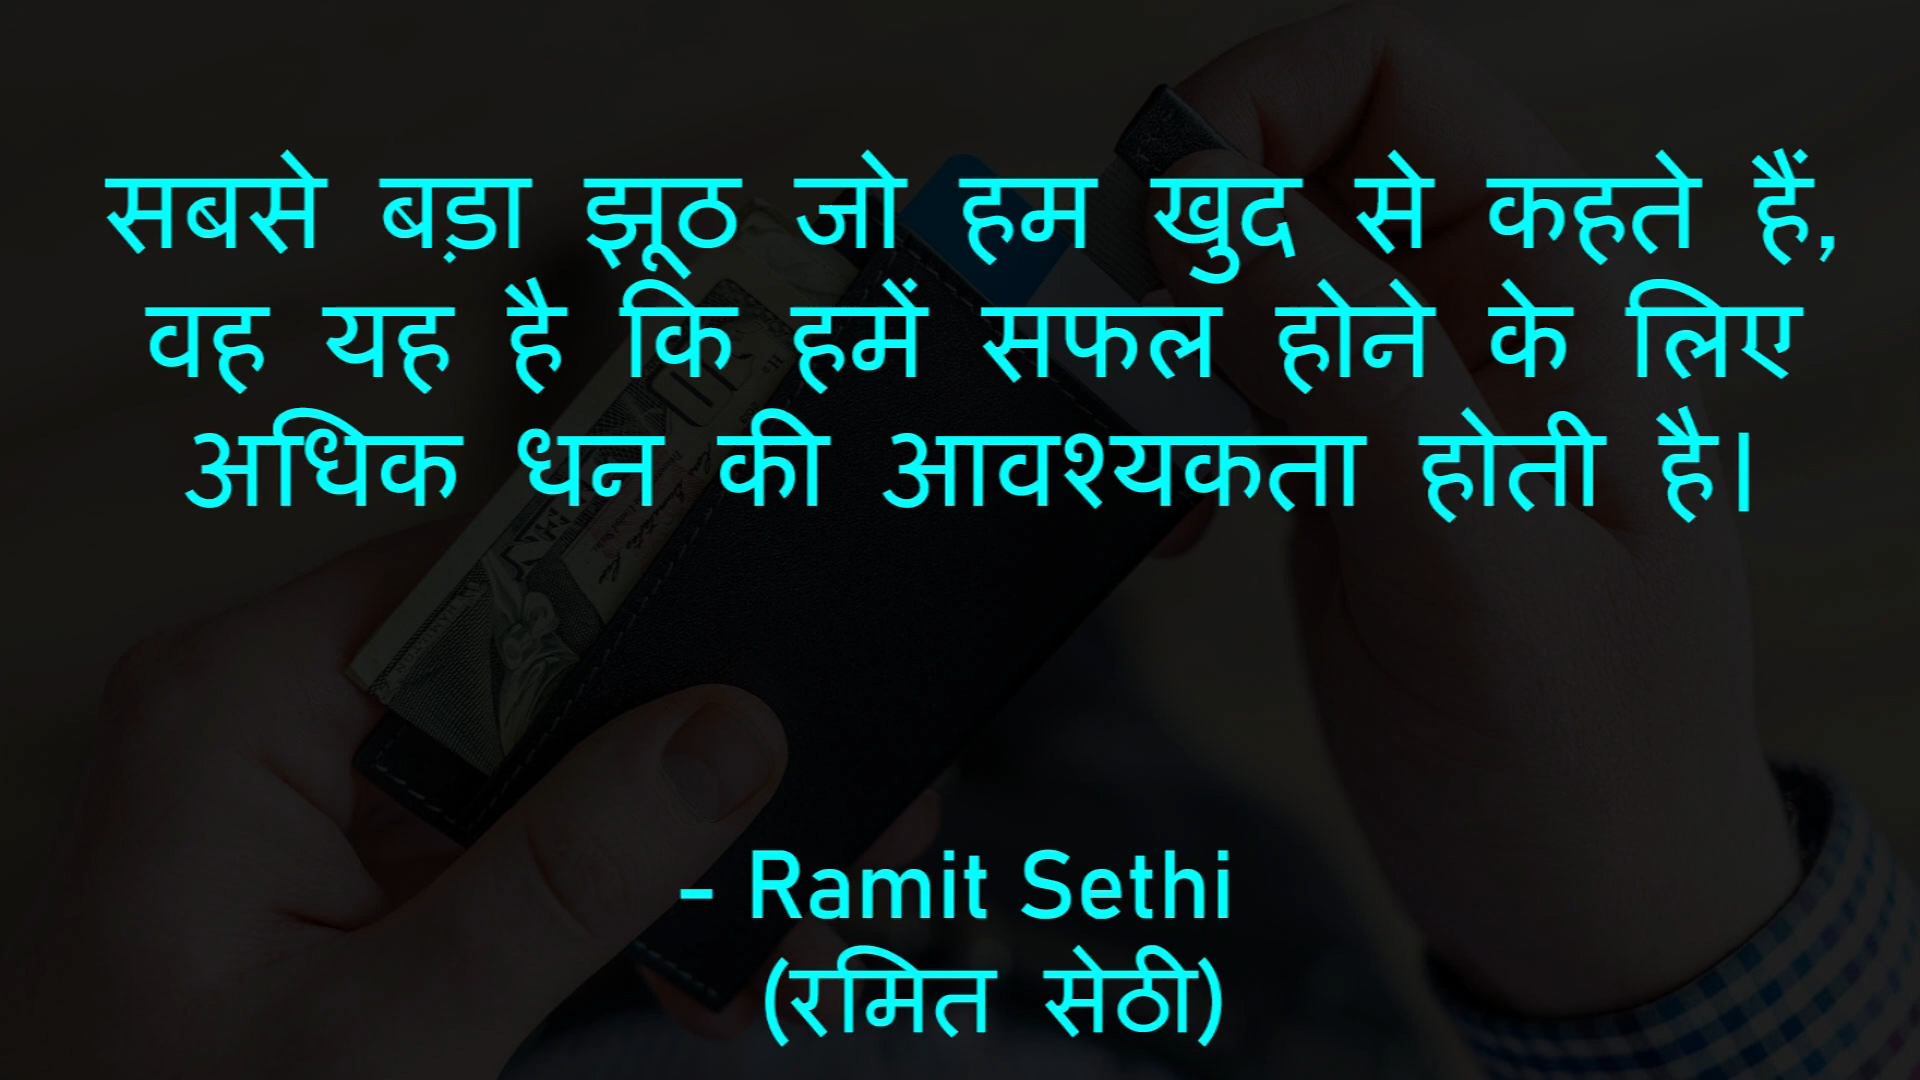 सबसे बड़ा झूठ जो हम खुद से कहते हैं,
वह यह है कि हमें सफल होने के लिए
अधिक धन की आवश्यकता होती है।
- Ramit Sethi
(रमित सेठी)